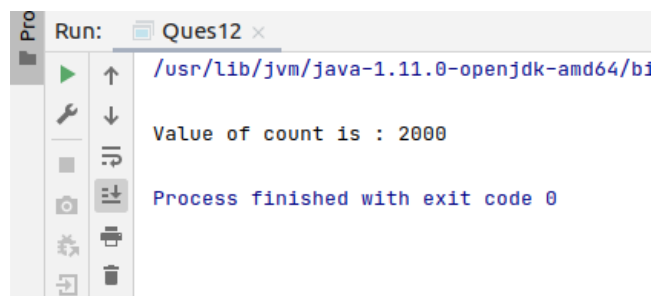 Pro
Run: Ques12
/usr/lib/jvm/java-1.11.0-openjdk-amd64/bi
Value of count is : 2000
Process finished with exit code 0